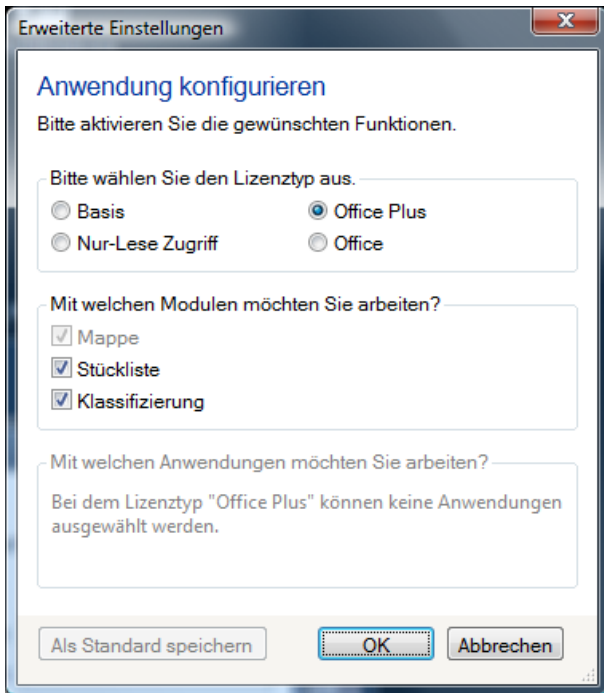 Erweiterte Einstellungen
Anwendung konfigurieren
Bitte aktivieren Sie die gewünschten Funktionen.
Bitte wählen Sie den Lizenztyp aus.
Basis
Office Plus
Nur-Lese Zugriff
Office
Mit welchen Modulen möchten Sie arbeiten?
Mappe
Stückliste
Klassifizierung
Mit welchen Anwendungen möchten Sie arbeiten?
Bei dem Lizenztyp "Office Plus" können keine Anwendungen
ausgewählt werden.
Als Standard speichern
OK
Abbrechen